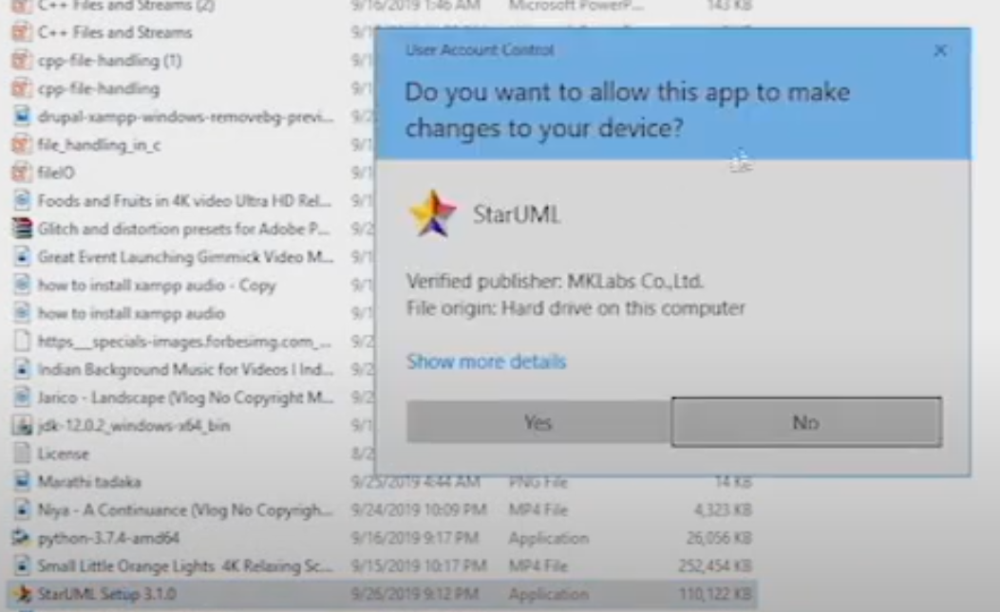 C++ Files and Streams (2) 9/16/2019 1:46 AM Microsoft PowerP... 143 KB
C++ Files and Streams 9/1
cpp-file-handling (1) 9/1
cpp-file-handling 9/1
drupal-xampp-windows-removebg-previ... 9/2
file_handling_in_c 9/1
fileIO 9/1
Foods and Fruits in 4K video Ultra HD Rel... 9/1
Glitch and distortion presets for Adobe P... 9/2
Great Event Launching Gimmick Video M... 9/1
how to install xampp audio - Copy 9/1
how to install xampp audio 9/1
https__specials-images.forbesimg.com_... 9/2
Indian Background Music for Videos I Ind... 9/2
Jarico - Landscape (Vlog No Copyright M... 9/2
jdk-12.0.2_windows-x64_bin 9/1
License 8/2
Marathi tadaka 9/25/2019 4:44 AM PNG File 14 KB
Niya - A Continuance (Vlog No Copyrigh... 9/24/2019 10:09 PM MP4 File 4,323 KB
python-3.7.4-amd64 9/16/2019 9:17 PM Application 26,056 KB
Small Little Orange Lights 4K Relaxing Sc... 9/15/2019 10:17 PM MP4 File 252,454 KB
StarUML Setup 3.1.0 9/26/2019 9:12 PM Application 110,122 KB
User Account Control
Do you want to allow this app to make
changes to your device?
StarUML
Verified publisher: MKLabs Co.,Ltd.
File origin: Hard drive on this computer
Show more details
Yes No